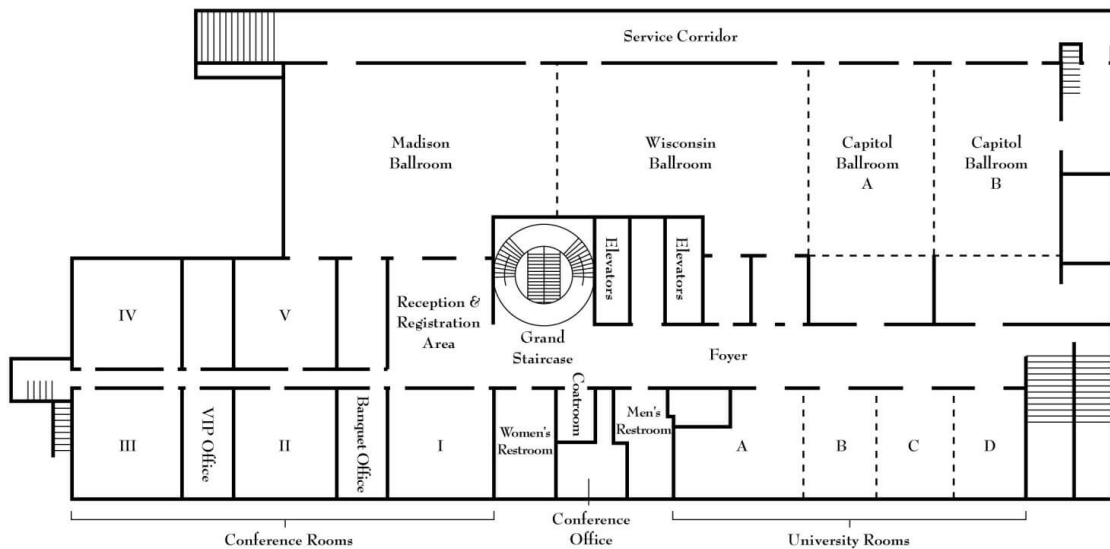 Service Corridor
Madison
Ballroom
Wisconsin
Ballroom
Capitol
Ballroom
A
Capitol
Ballroom
B
Elevators
Elevators
IV
V
Reception &
Registration
Area
Grand
Staircase
Foyer
III
VIP Office
II
Banquet Office
I
Women's
Restroom
Coatroom
Men's
Restroom
A
B
C
D
Conference Rooms
Conference
Office
University Rooms